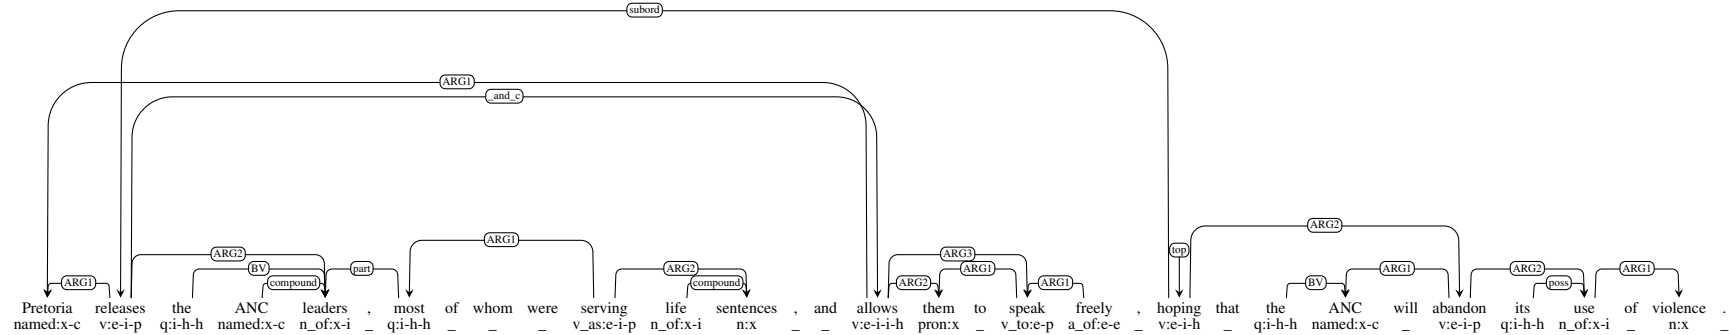 subord
ARG1
_and_c
ARG1
ARG2
top
ARG2
BV
part
ARG2
ARG3
ARG1
ARG1
compound
compound
ARG2
ARG1
BV
ARG1
ARG2
poss
ARG1
Pretoria releases the ANC leaders , most of whom were serving life sentences , and allows them to speak freely , hoping that the ANC will abandon its use of violence .
named:x-c v:e-i-p q:i-h-h named:x-c n_of:x-i _ q:i-h-h _ _ _ v_as:e-i-p n_of:x-i n:x _ _ v:e-i-i-h pron:x _ v_to:e-p a_of:e-e _ v:e-i-h _ q:i-h-h named:x-c _ v:e-i-p q:i-h-h n_of:x-i _ n:x _